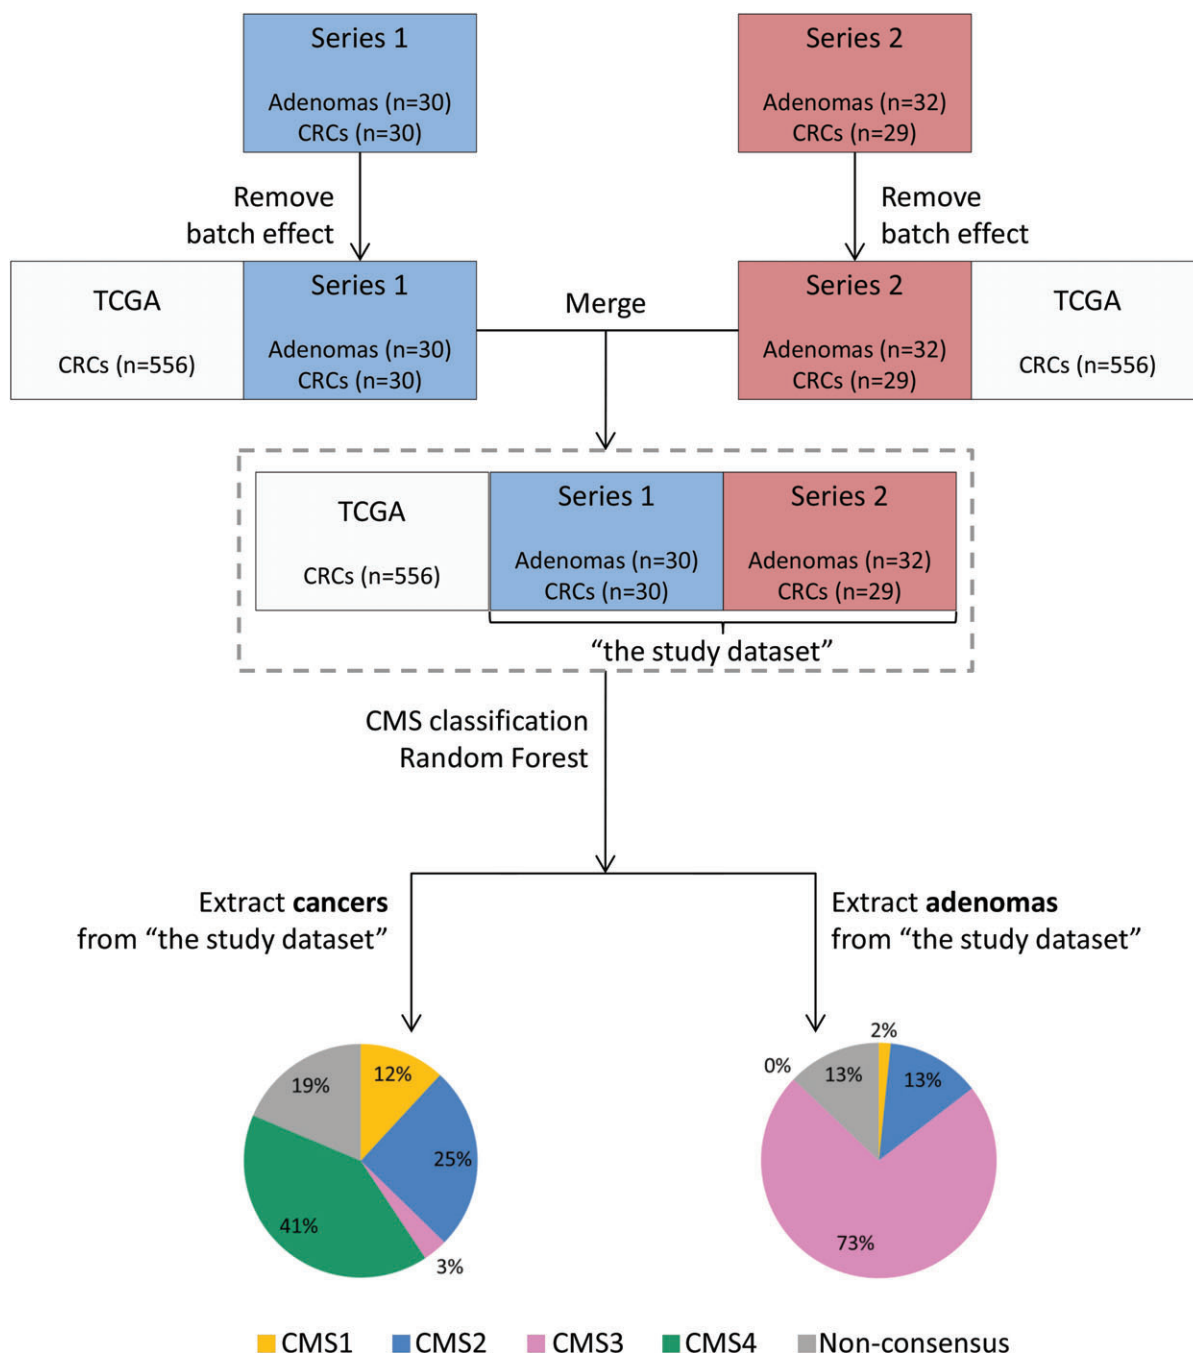 Series 1
Adenomas (n=30)
CRCs (n=30)
Series 2
Adenomas (n=32)
CRCs (n=29)
Remove
batch effect
Remove
batch effect
TCGA
CRCs (n=556)
Series 1
Adenomas (n=30)
CRCs (n=30)
Merge
Series 2
Adenomas (n=32)
CRCs (n=29)
TCGA
CRCs (n=556)
TCGA
CRCs (n=556)
Series 1
Adenomas (n=30)
CRCs (n=30)
Series 2
Adenomas (n=32)
CRCs (n=29)
“the study dataset”
CMS classification
Random Forest
Extract cancers
from “the study dataset”
Extract adenomas
from “the study dataset”
12%
25%
3%
41%
19%
2%
13%
73%
0%
13%
CMS1
CMS2
CMS3
CMS4
Non-consensus